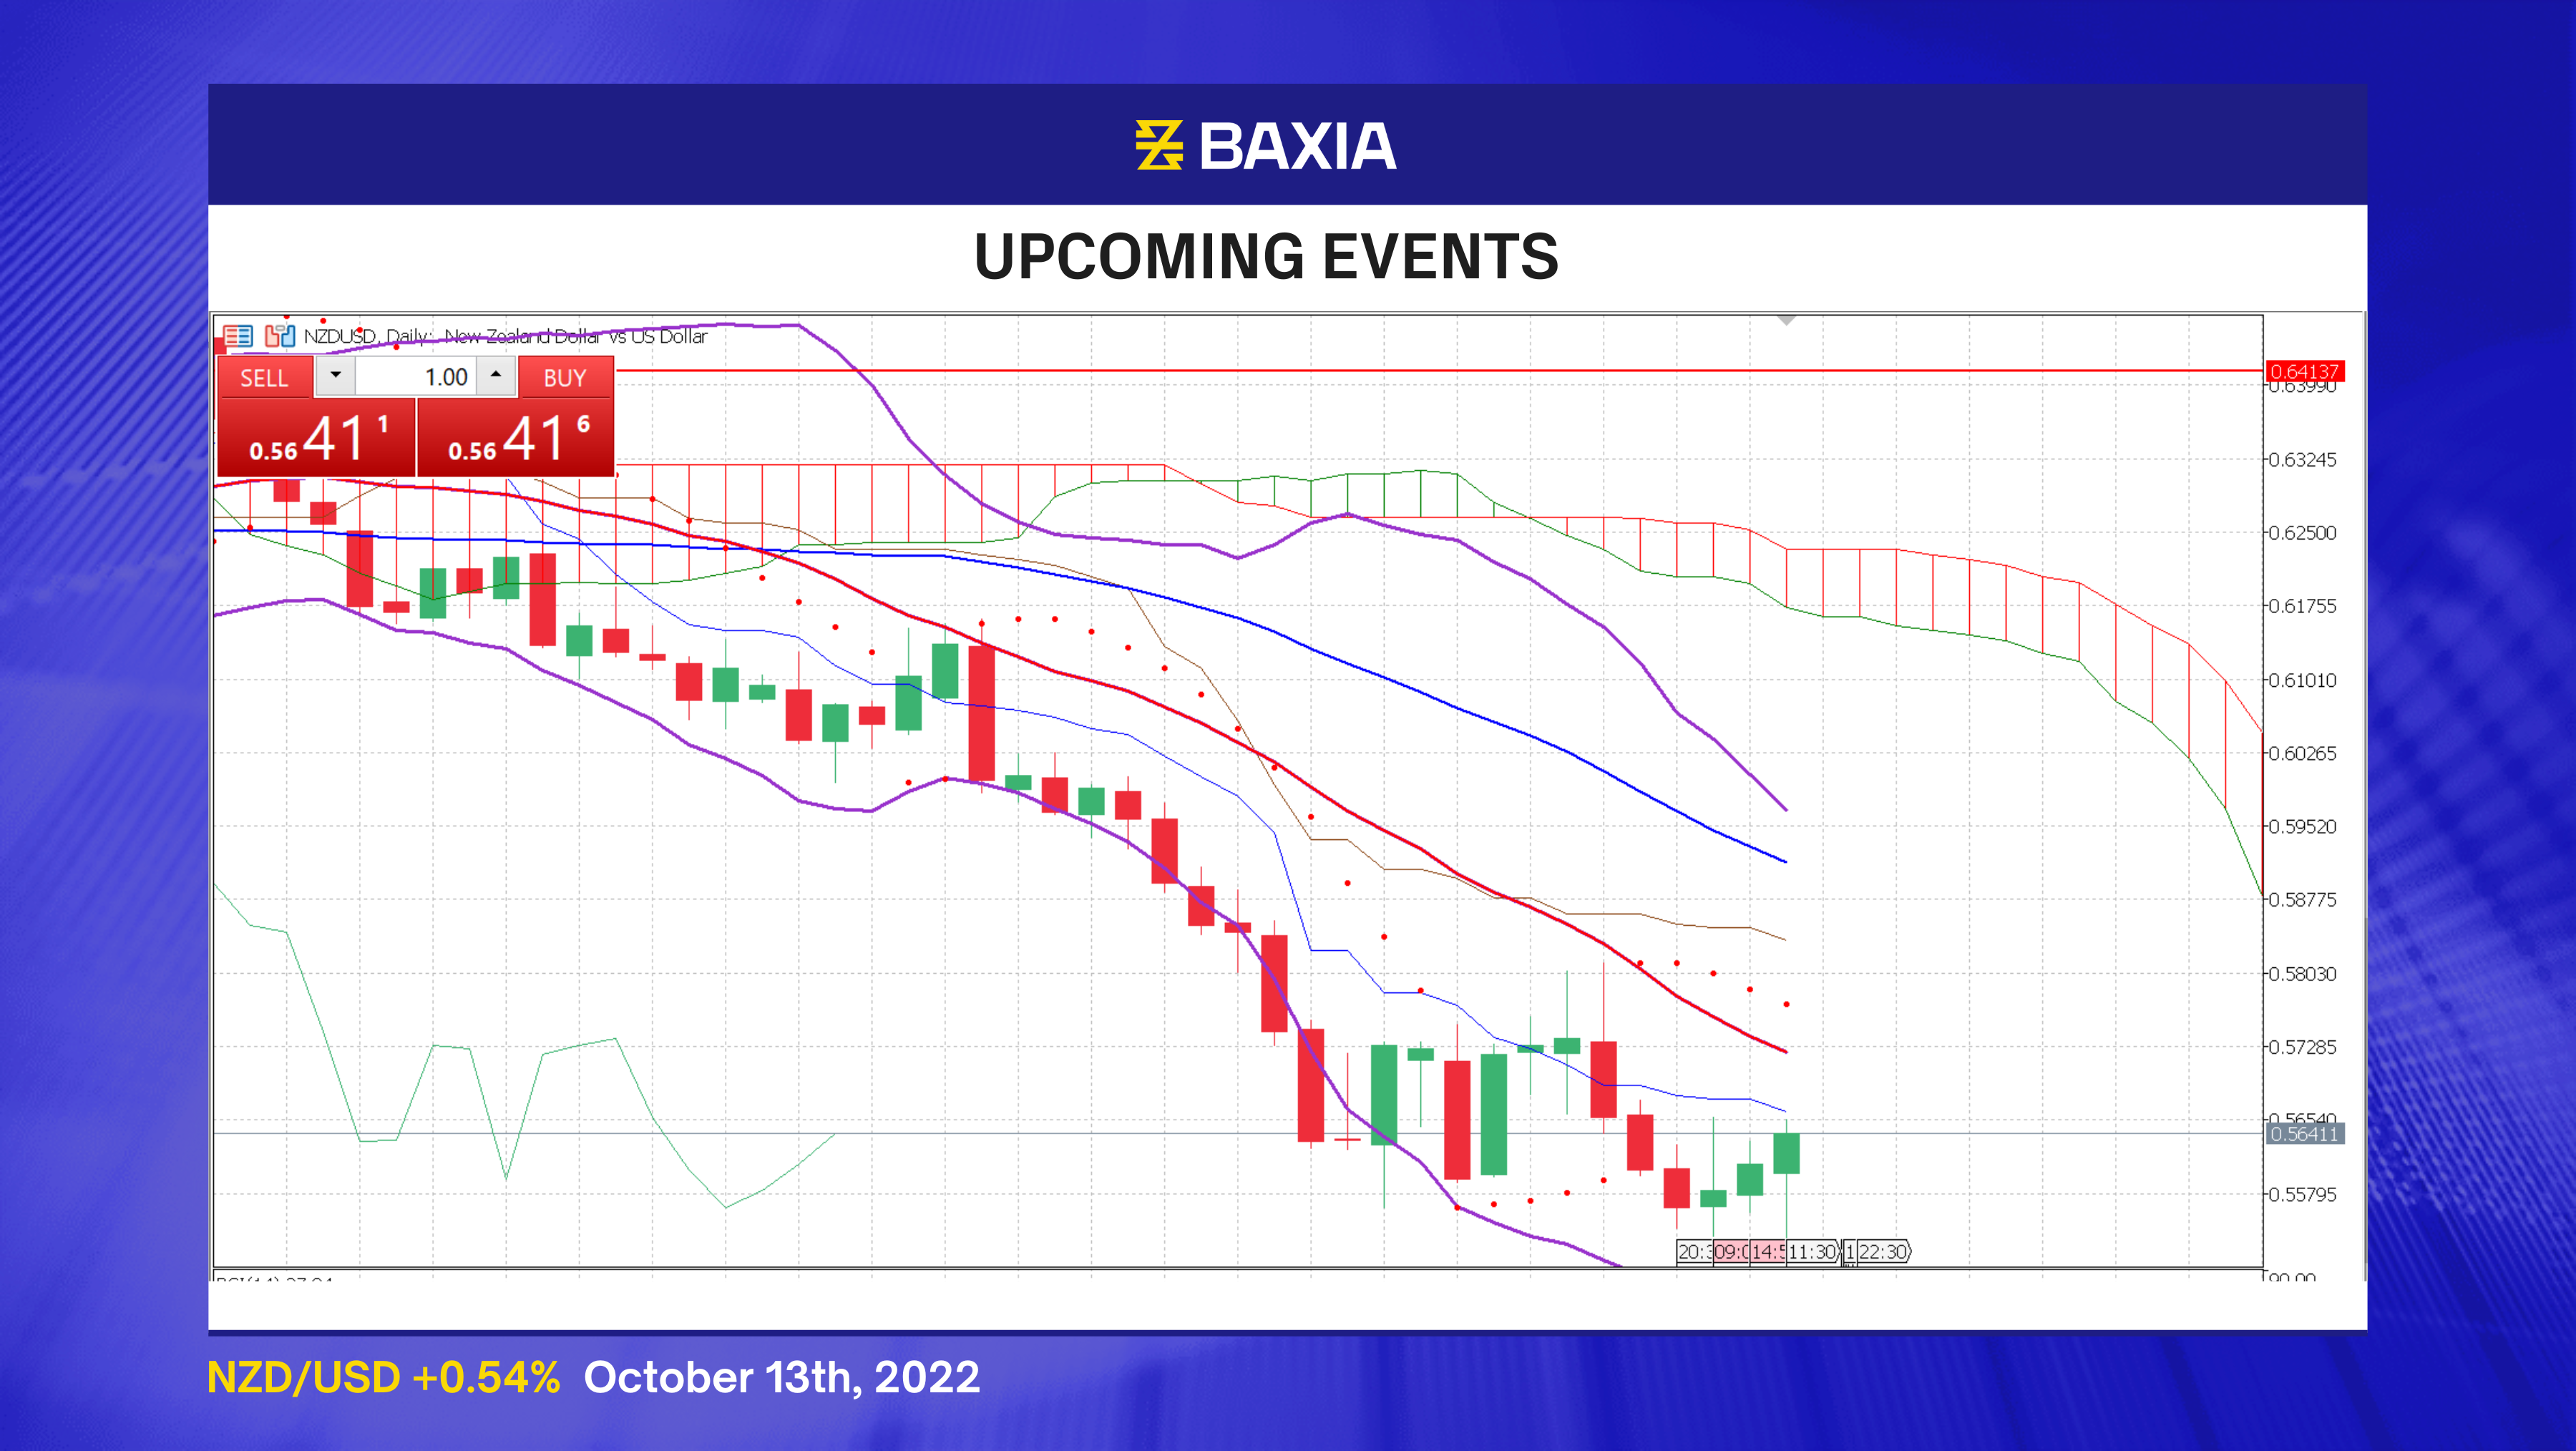 BAXIA
UPCOMING EVENTS
NZDUSD, Daily: New Zealand Dollar vs US Dollar
SELL 1.00 BUY
0.56 41 1 0.56 41 6
0.64137
0.63990
0.63245
0.62500
0.61755
0.61010
0.60265
0.59520
0.58775
0.58030
0.57285
0.56540
0.56411
0.55795
11:30 22:30
NZD/USD +0.54% October 13th, 2022